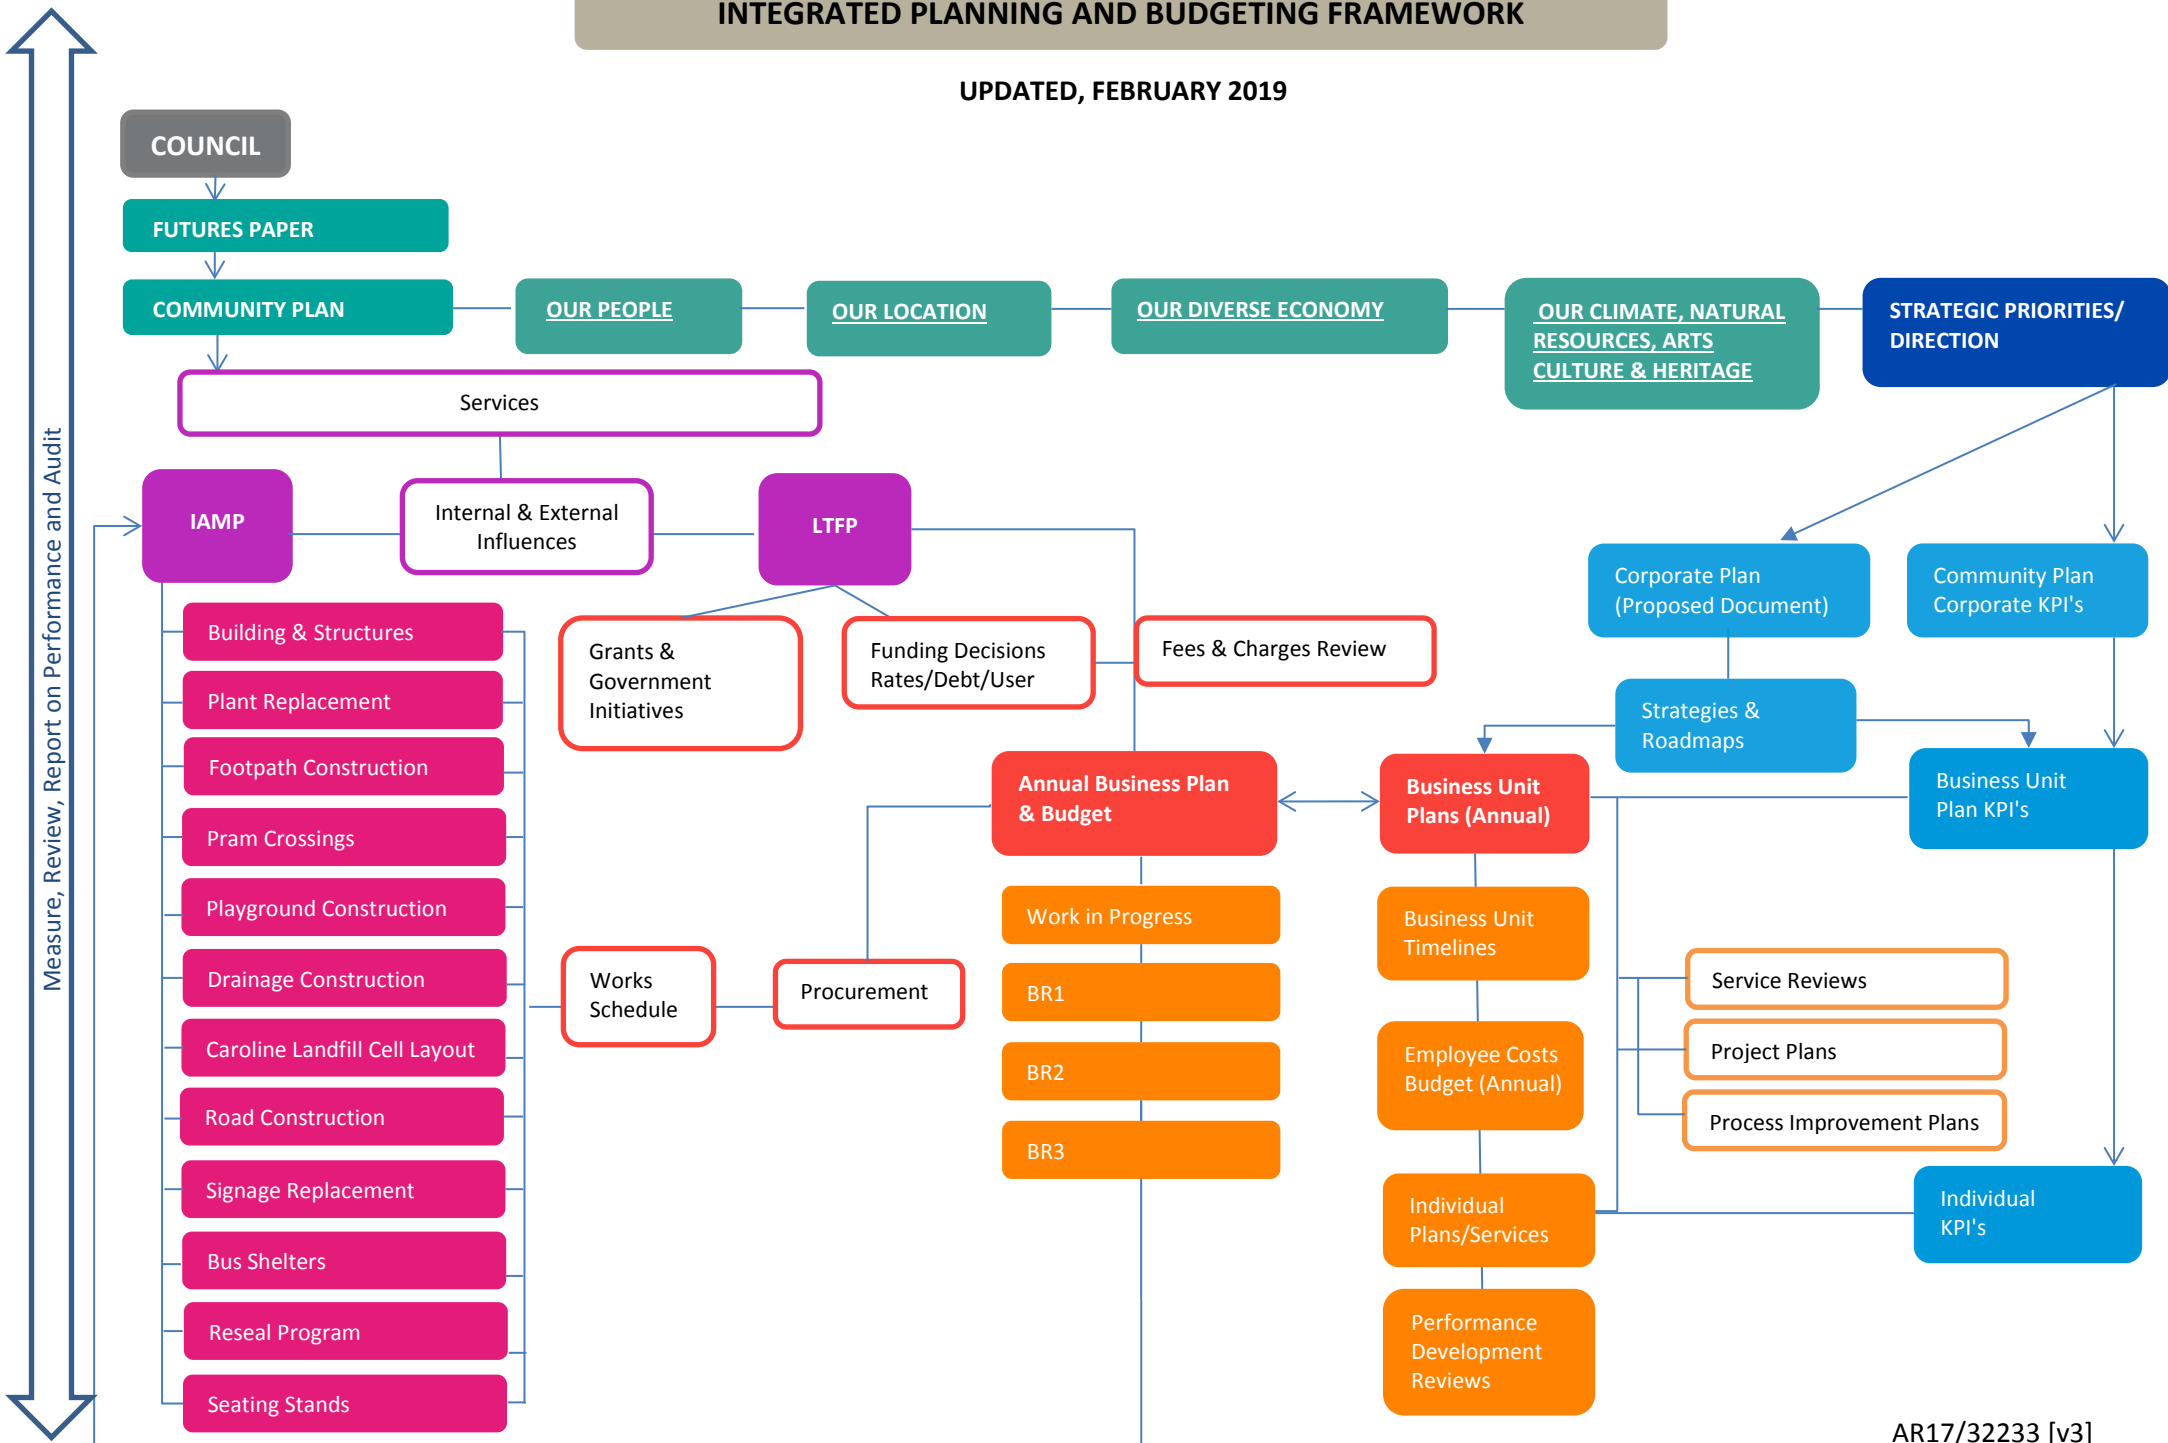 INTEGRATED PLANNING AND BUDGETING FRAMEWORK
UPDATED, FEBRUARY 2019
COUNCIL
FUTURES PAPER
COMMUNITY PLAN
OUR PEOPLE
OUR LOCATION
OUR DIVERSE ECONOMY
OUR CLIMATE, NATURAL
RESOURCES, ARTS
CULTURE & HERITAGE
STRATEGIC PRIORITIES/
DIRECTION
Measure, Review, Report on Performance and Audit
Services
IAMP
Internal & External
Influences
LTFP
Building & Structures
Plant Replacement
Footpath Construction
Pram Crossings
Playground Construction
Drainage Construction
Caroline Landfill Cell Layout
Road Construction
Signage Replacement
Bus Shelters
Reseal Program
Seating Stands
Grants &
Government
Initiatives
Funding Decisions
Rates/Debt/User
Fees & Charges Review
Works
Schedule
Procurement
Annual Business Plan
& Budget
Work in Progress
BR1
BR2
BR3
Corporate Plan
(Proposed Document)
Community Plan
Corporate KPI's
Strategies &
Roadmaps
Business Unit
Plans (Annual)
Business Unit
Plan KPI's
Business Unit
Timelines
Employee Costs
Budget (Annual)
Individual
Plans/Services
Performance
Development
Reviews
Service Reviews
Project Plans
Process Improvement Plans
Individual
KPI's
AR17/32233 [v3]